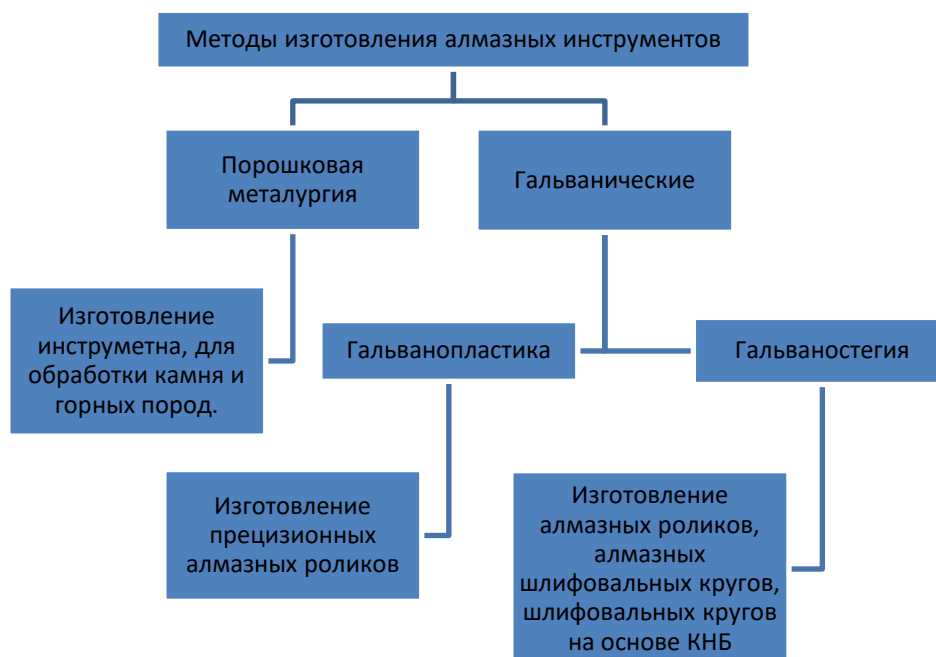 Методы изготовления алмазных инструментов
Порошковая
металургия
Гальванические
Изготовление
инструметна, для
обработки камня и
горных пород.
Гальванопластика
Гальваностегия
Изготовление
прецизионных
алмазных роликов
Изготовление
алмазных роликов,
алмазных
шлифовальных кругов,
шлифовальных кругов
на основе КНБ